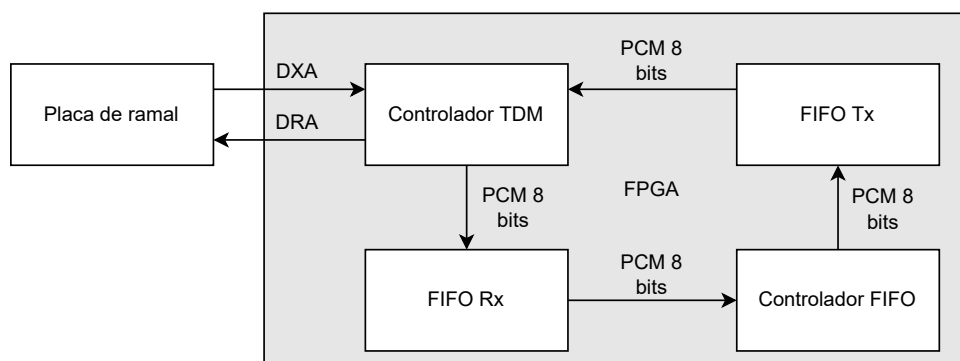 PCM 8
bits
DXA
Placa de ramal
Controlador TDM
FIFO Tx
DRA
PCM 8
bits
FPGA
PCM 8
bits
PCM 8
bits
FIFO Rx
Controlador FIFO